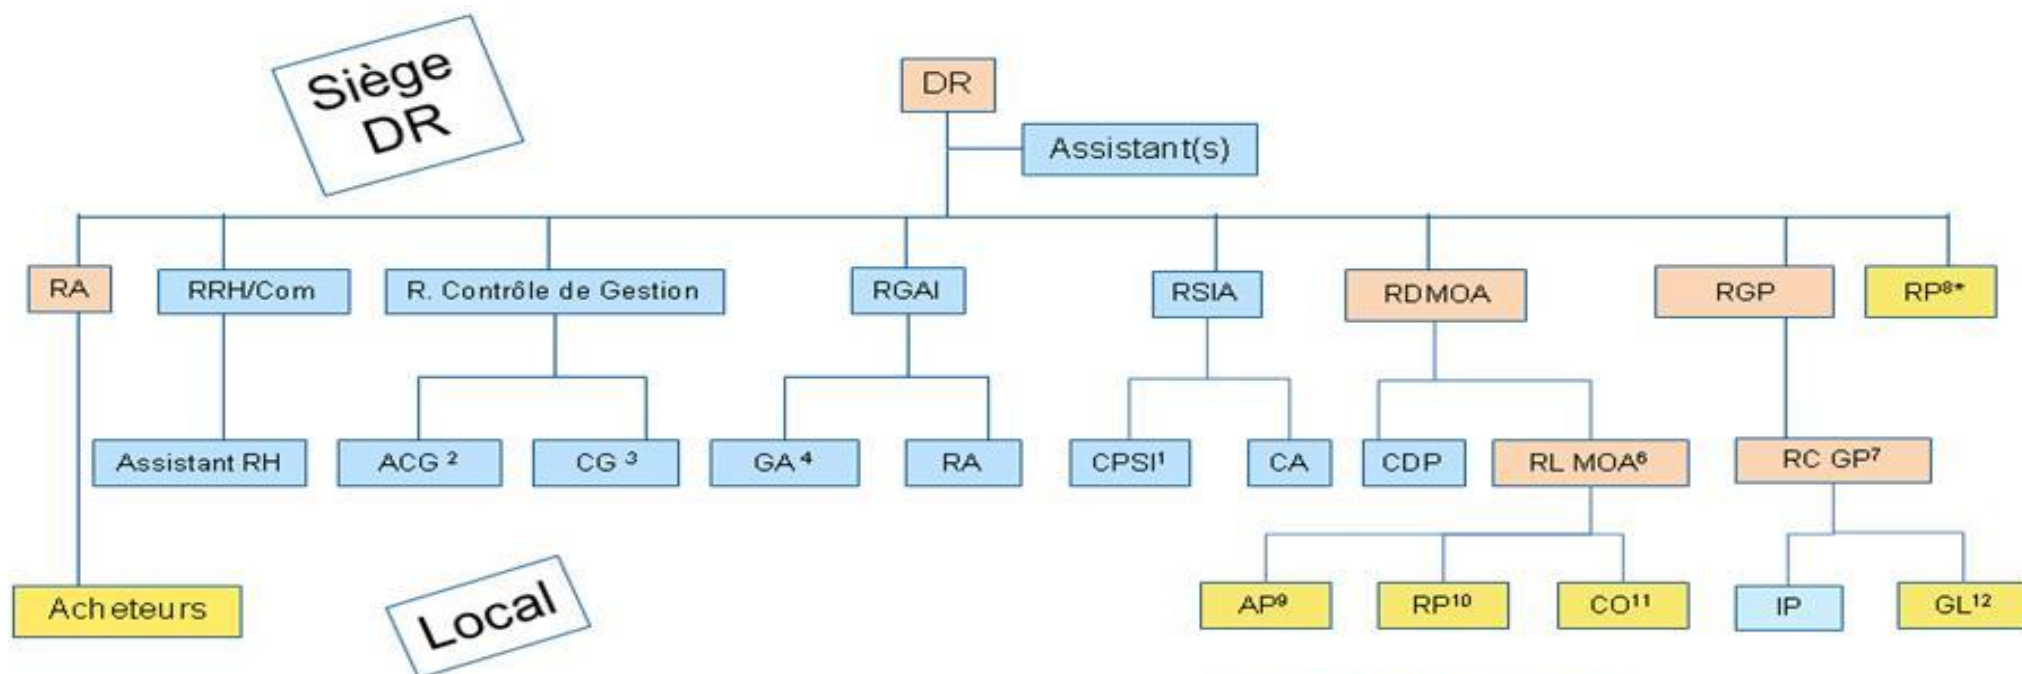 Siège
DR
DR
Assistant(s)
RA
RRH/Com
R. Contrôle de Gestion
RGAI
RSIA
RDMOA
RGP
RP⁸*
Assistant RH
ACG ²
CG ³
GA ⁴
RA
CPSI¹
CA
CDP
RL MOA⁶
RC GP⁷
Acheteurs
Local
AP⁹
RP¹⁰
CO¹¹
IP
GL¹²